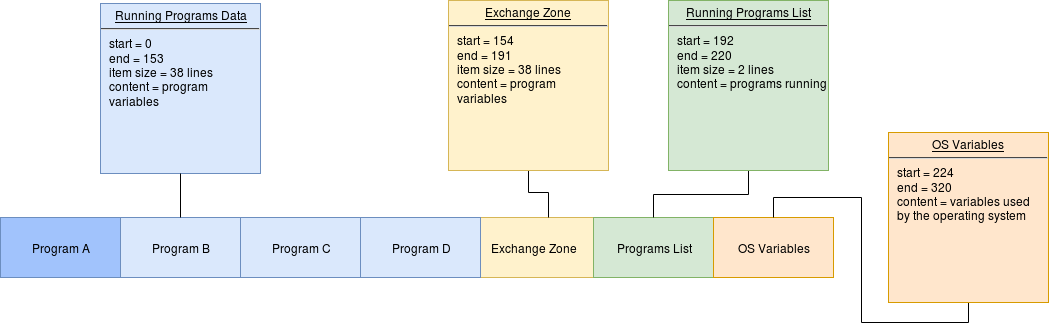 Running Programs Data
start = 0
end = 153
item size = 38 lines
content = program
variables
Exchange Zone
start = 154
end = 191
item size = 38 lines
content = program
variables
Running Programs List
start = 192
end = 220
item size = 2 lines
content = programs running
OS Variables
start = 224
end = 320
content = variables used
by the operating system
Program A
Program B
Program C
Program D
Exchange Zone
Programs List
OS Variables